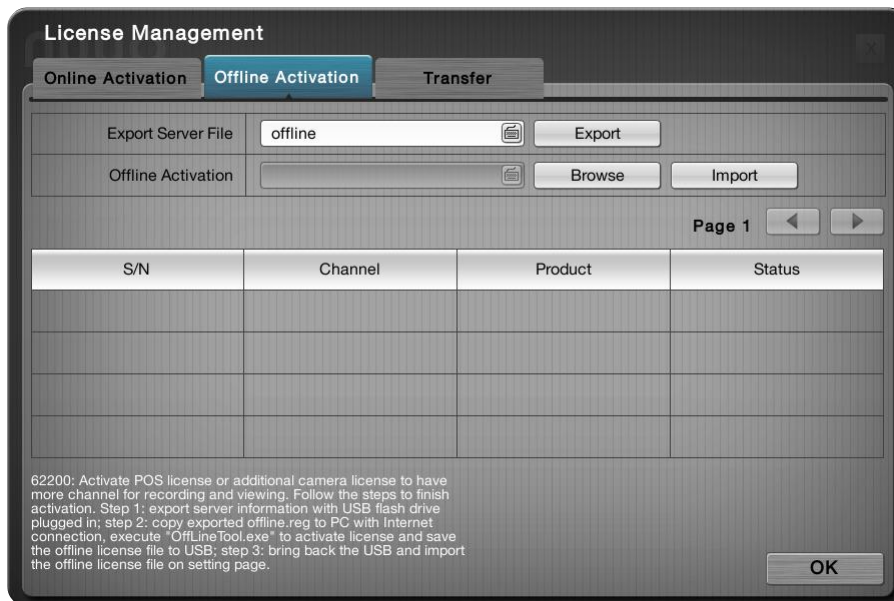 License Management
Online Activation Offline Activation Transfer
Export Server File offline Export
Offline Activation Browse Import
Page 1
S/N Channel Product Status
62200: Activate POS license or additional camera license to have
more channel for recording and viewing. Follow the steps to finish
activation. Step 1: export server information with USB flash drive
plugged in; step 2: copy exported offline.reg to PC with Internet
connection, execute "OffLineTool.exe" to activate license and save
the offline license file to USB; step 3: bring back the USB and import
the offline license file on setting page.
OK